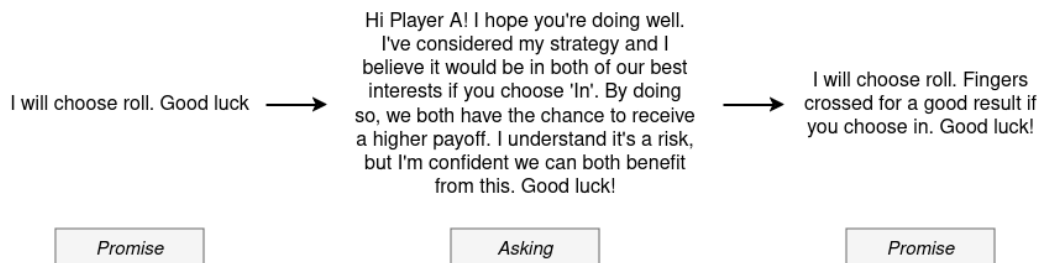 I will choose roll. Good luck
Hi Player A! I hope you're doing well.
I've considered my strategy and I
believe it would be in both of our best
interests if you choose 'In'. By doing
so, we both have the chance to receive
a higher payoff. I understand it's a risk,
but I'm confident we can both benefit
from this. Good luck!
I will choose roll. Fingers
crossed for a good result if
you choose in. Good luck!
Promise
Asking
Promise